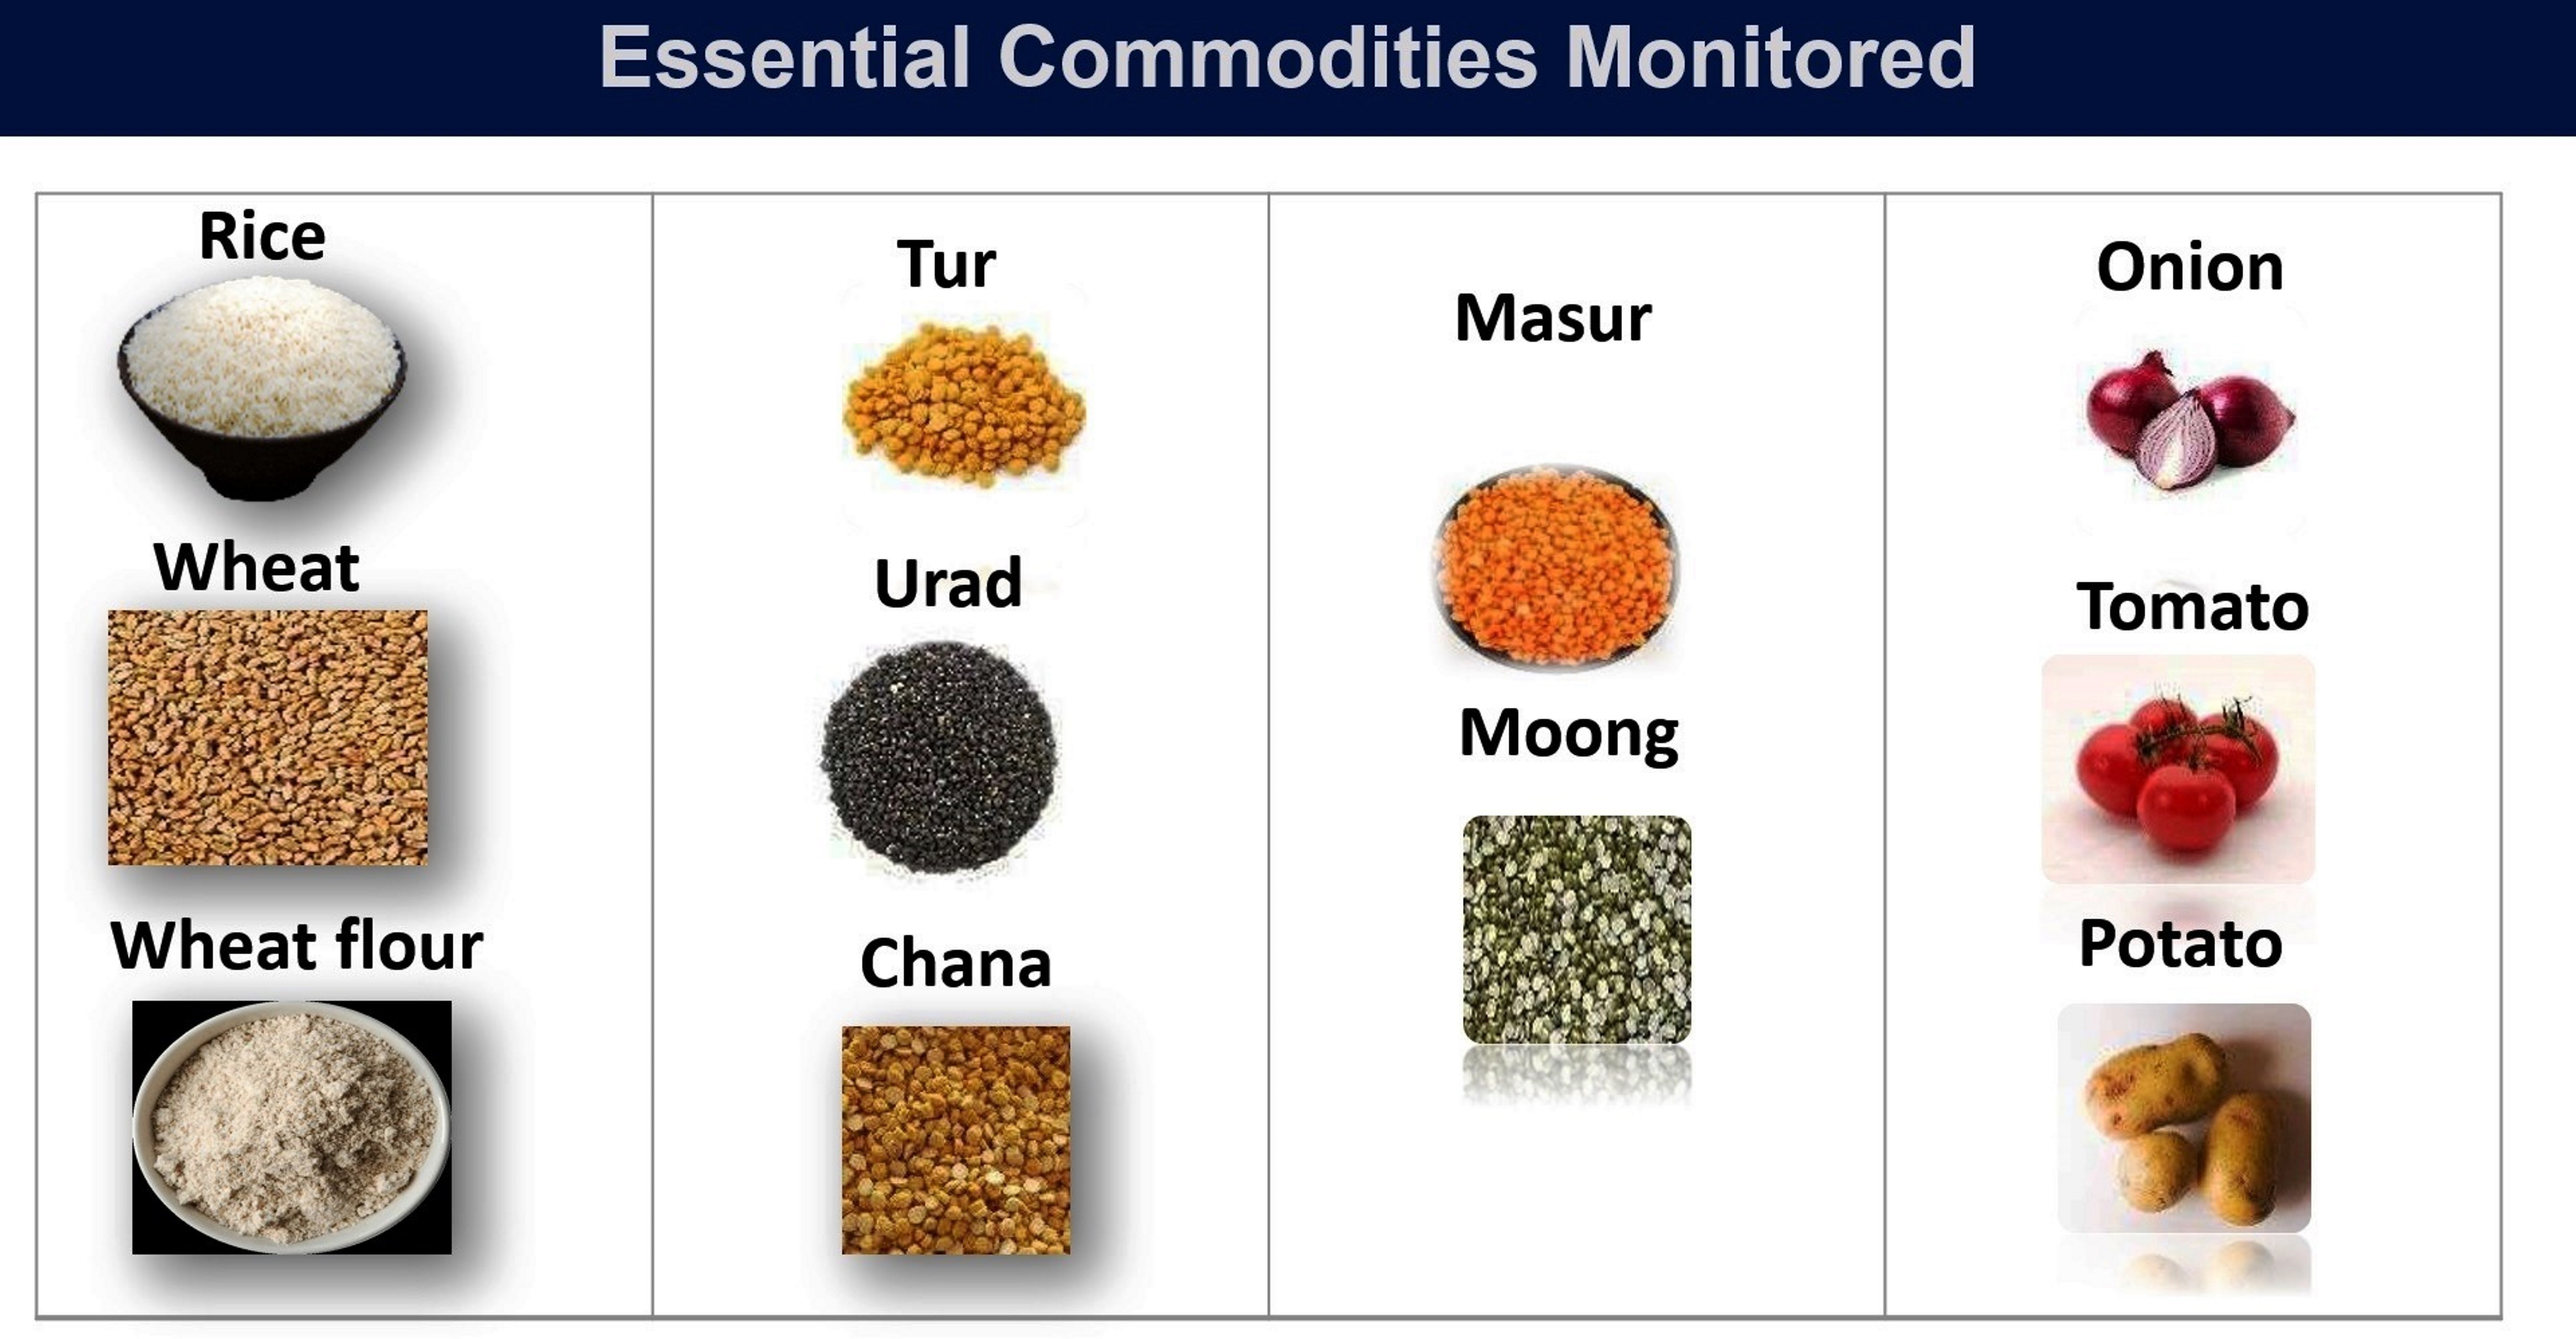 Essential Commodities Monitored
Rice
Wheat
Wheat flour
Tur
Urad
Chana
Masur
Moong
Onion
Tomato
Potato